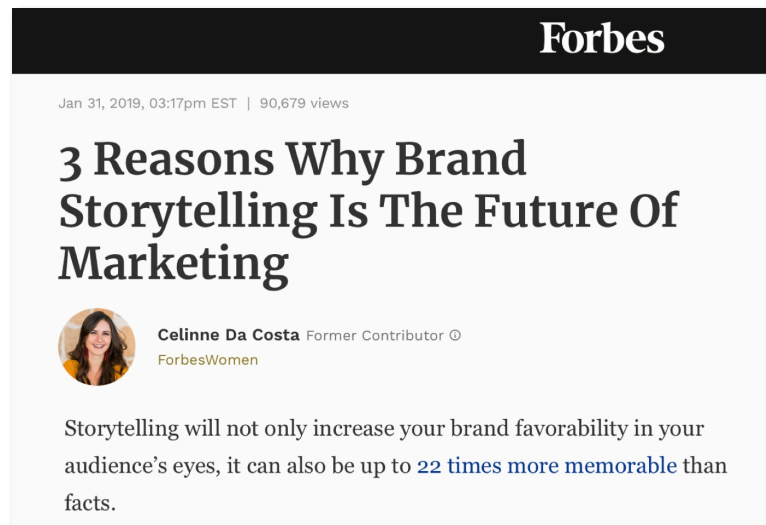 Forbes
Jan 31, 2019, 03:17pm EST | 90,679 views
3 Reasons Why Brand
Storytelling Is The Future Of
Marketing
Celinne Da Costa Former Contributor ⓘ
ForbesWomen
Storytelling will not only increase your brand favorability in your
audience’s eyes, it can also be up to 22 times more memorable than
facts.